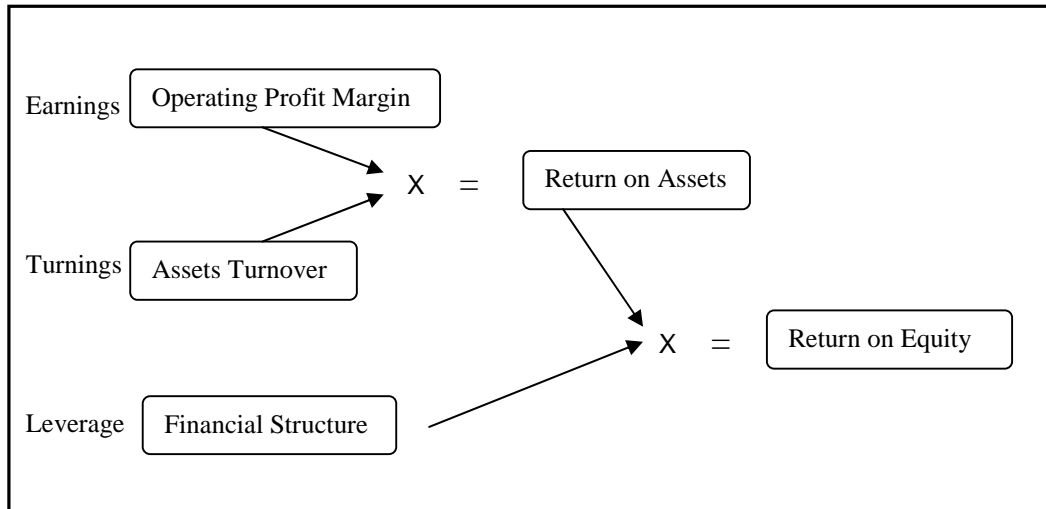 Earnings Operating Profit Margin
X = Return on Assets
Turnings Assets Turnover
X = Return on Equity
Leverage Financial Structure